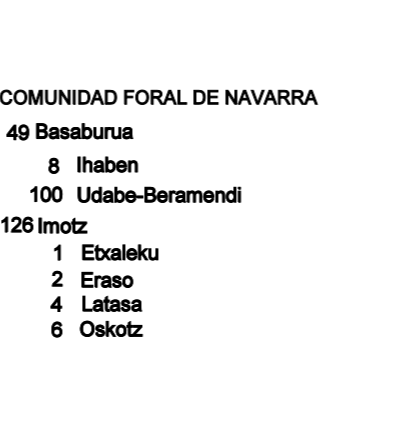 COMUNIDAD FORAL DE NAVARRA
49 Basaburua
8 Ihaben
100 Udabe-Beramendi
126 Imotz
1 Etxaleku
2 Eraso
4 Latasa
6 Oskotz